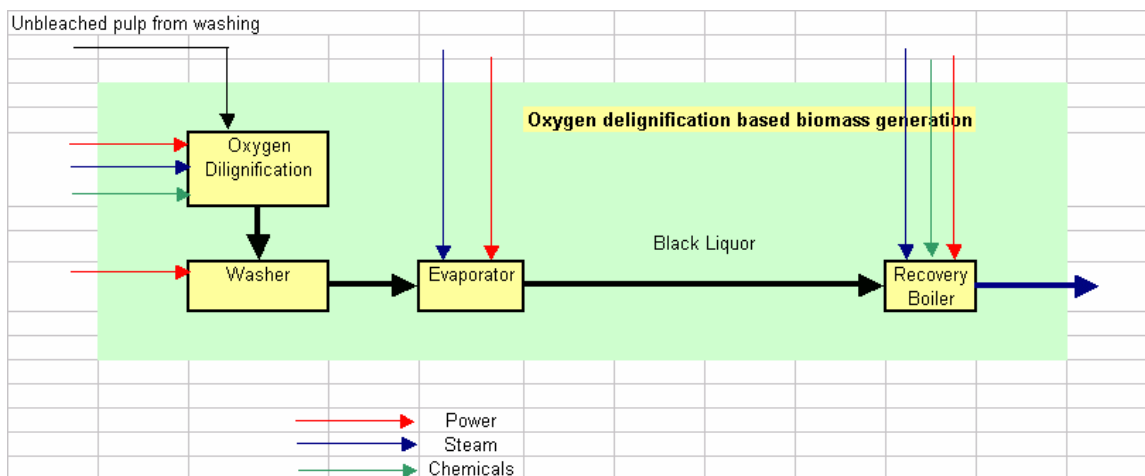 Unbleached pulp from washing
Oxygen delignification based biomass generation
Oxygen
Dilignification
Black Liquor
Washer
Evaporator
Recovery
Boiler
Power
Steam
Chemicals